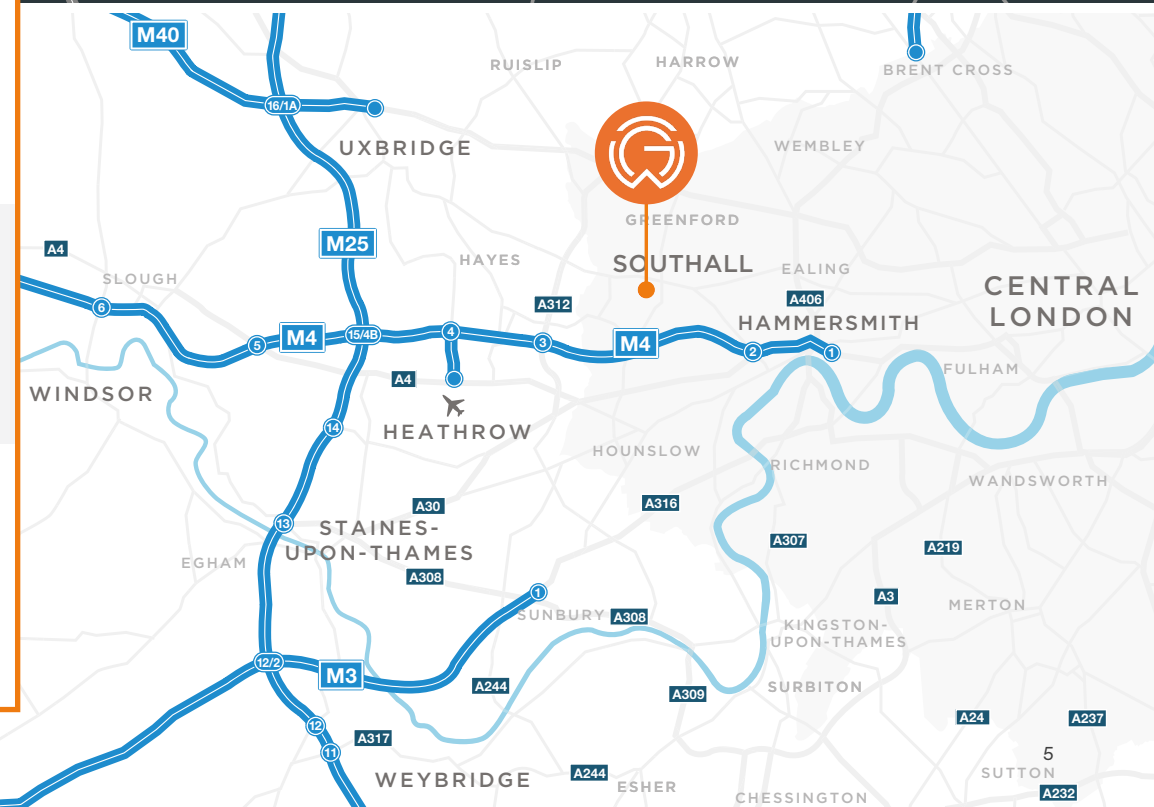 M40
RUISLIP
HARROW
BRENT CROSS
16/1A
UXBRIDGE
WEMBLEY
GREENFORD
M25
A4
HAYES
SOUTHALL
EALING
SLOUGH
CENTRAL
LONDON
A312
A406
6
HAMMERSMITH
5
M4
15/4B
4
3
M4
2
1
FULHAM
A4
WINDSOR
HEATHROW
14
HOUNSLOW
RICHMOND
WANDSWORTH
A30
A316
13
STAINES-
UPON-THAMES
A307
A219
EGHAM
A308
1
A3
SUNBURY
A308
MERTON
KINGSTON-
UPON-THAMES
12/2
M3
A244
A309
SURBITON
12
A24
A237
A317
11
5
WEYBRIDGE
A244
ESHER
SUTTON
CHESSINGTON
A232